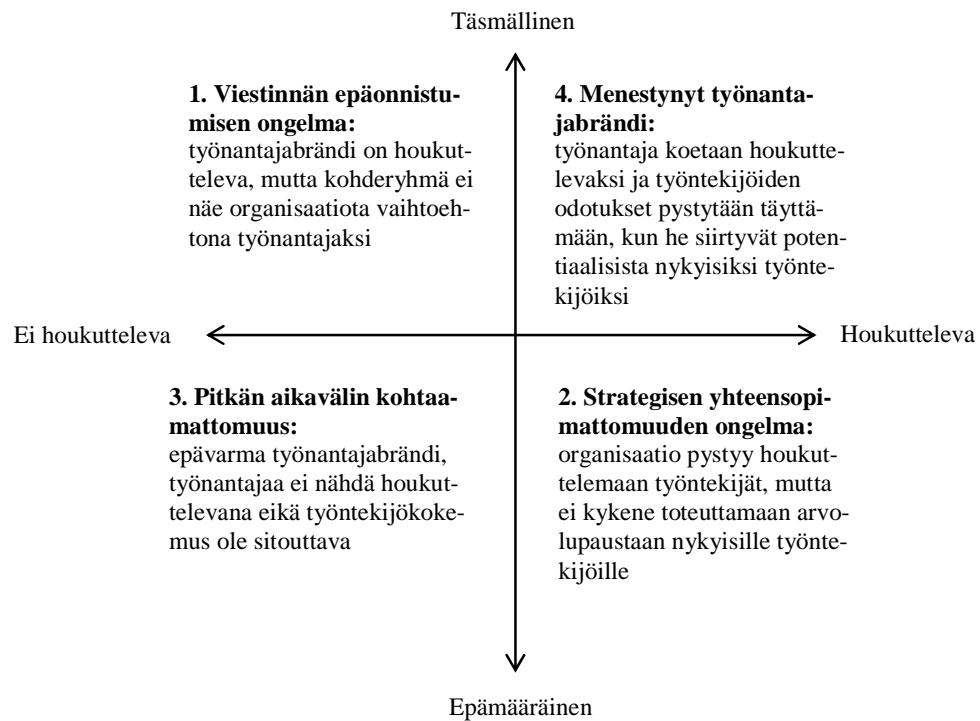 Täsmällinen
1. Viestinnän epäonnistu-
misen ongelma:
työnantajabrändi on houkut-
televa, mutta kohderyhmä ei
näe organisaatiota vaihtoeh-
tona työnantajaksi
4. Menestynyt työnanta-
jabrändi:
työnantaja koetaan houkutte-
levaksi ja työntekijöiden
odotukset pystytään täyttä-
mään, kun he siirtyvät poten-
tiaalisista nykyisiksi työnte-
kijöiksi
Ei houkutteleva
Houkutteleva
3. Pitkän aikavälin kohtaa-
mattomuus:
epävarma työnantajabrändi,
työnantajaa ei nähdä houkut-
televana eikä työntekijäkoke-
mus ole sitouttava
2. Strategisen yhteensopi-
mattomuuden ongelma:
organisaatio pystyy houkut-
telemaan työntekijät, mutta
ei kykene toteuttamaan arvo-
lupaustaan nykyisille työnte-
kijöille
Epämääräinen